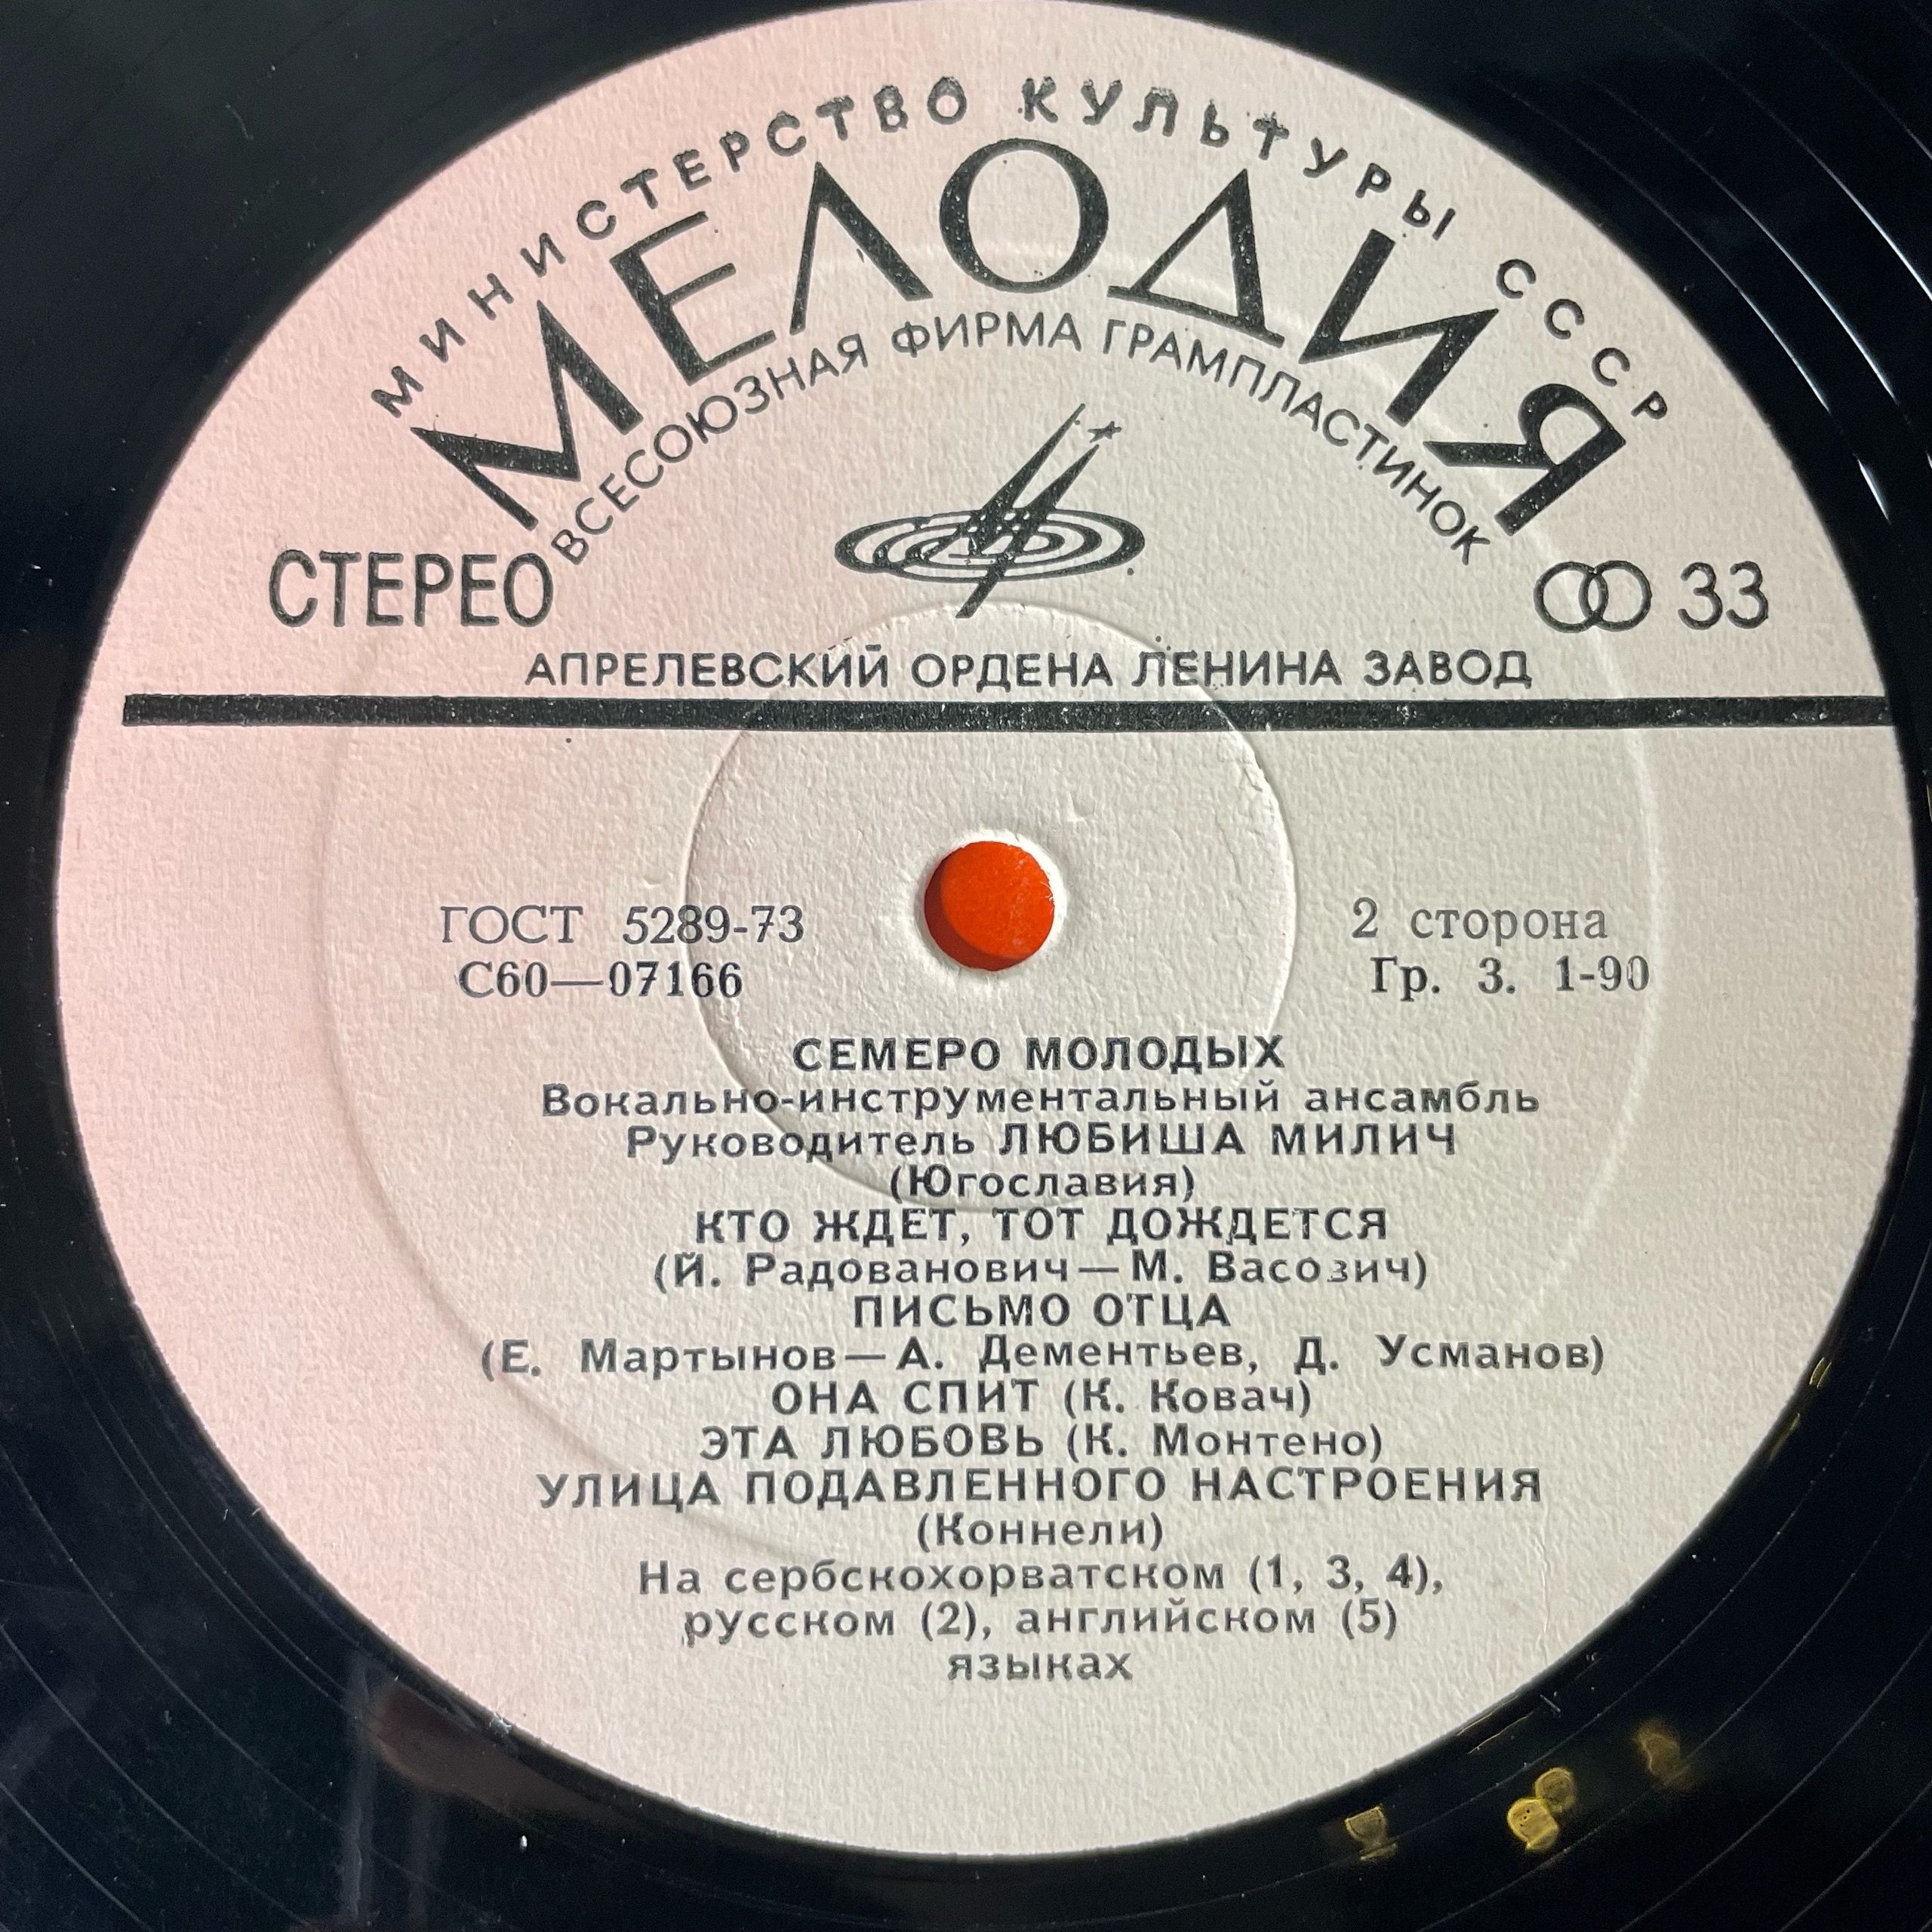 МИНИСТЕРСТВО КУЛЬТУРЫ СССР
МЕЛОДИЯ
ВСЕСОЮЗНАЯ ФИРМА ГРАМПЛАСТИНОК
СТЕРЕО
33
АПРЕЛЕВСКИЙ ОРДЕНА ЛЕНИНА ЗАВОД
ГОСТ 5289-73
2 сторона
С60—07166
Гр. 3. 1-90
СЕМЕРО МОЛОДЫХ
Вокально-инструментальный ансамбль
Руководитель ЛЮБИША МИЛИЧ
(Югославия)
КТО ЖДЕТ, ТОТ ДОЖДЕТСЯ
(Й. Радованович — М. Васозич)
ПИСЬМО ОТЦА
(Е. Мартынов — А. Дементьев, Д. Усманов)
ОНА СПИТ (К. Ковач)
ЭТА ЛЮБОВЬ (К. Монтено)
УЛИЦА ПОДАВЛЕННОГО НАСТРОЕНИЯ
(Коннели)
На сербскохорватском (1, 3, 4),
русском (2), английском (5)
языках